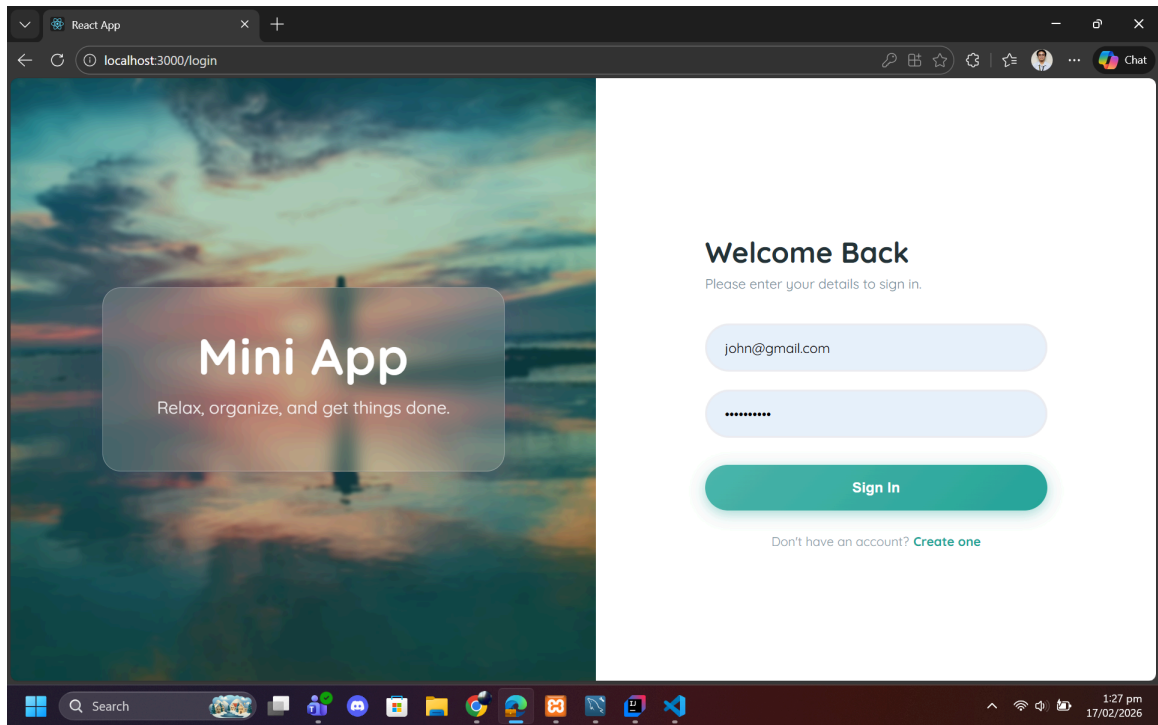 React App
localhost:3000/login
Chat
Welcome Back
Please enter your details to sign in.
john@gmail.com
Mini App
Relax, organize, and get things done.
••••••••••
Sign In
Don't have an account? Create one
Search
1:27 pm
17/02/2026